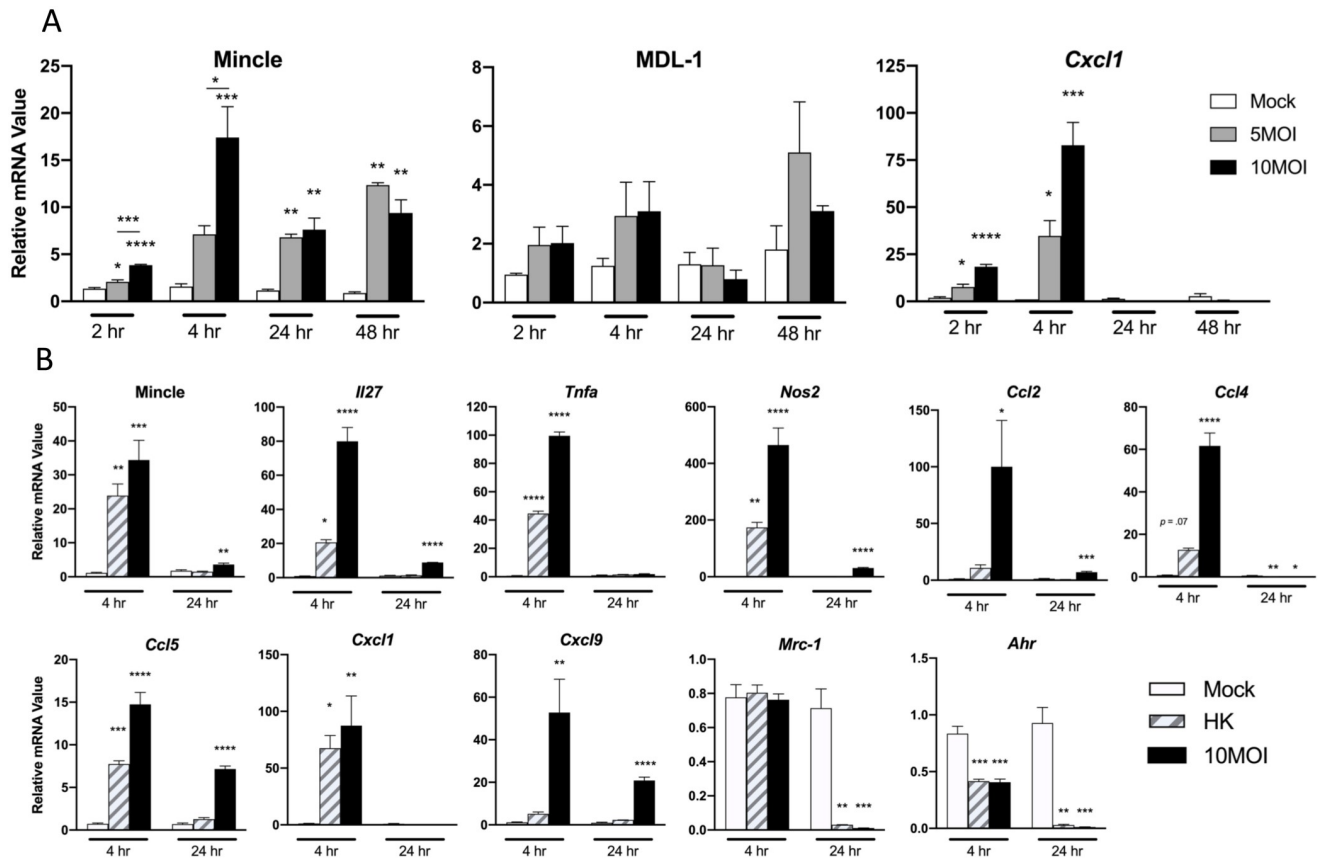 A
Mincle
MDL-1
Cxcl1
Relative mRNA Value
25
20
15
10
5
0
*
***
****
*
*
***
**
**
**
**
2 hr 4 hr 24 hr 48 hr
8
6
4
2
0
2 hr 4 hr 24 hr 48 hr
125
100
75
50
25
0
*
****
*
***
2 hr 4 hr 24 hr 48 hr
Mock
5MOI
10MOI
B
Mincle
Relative mRNA Value
50
40
30
20
10
0
**
***
**
4 hr 24 hr
Il27
100
80
60
40
20
0
*
****
****
4 hr 24 hr
Tnfa
120
100
80
60
40
20
0
****
****
4 hr 24 hr
Nos2
600
400
200
0
**
****
****
4 hr 24 hr
Ccl2
150
100
50
0
*
***
4 hr 24 hr
Ccl4
80
60
40
20
0
p = .07
****
**
*
4 hr 24 hr
Ccl5
Relative mRNA Value
20
15
10
5
0
***
****
****
4 hr 24 hr
Cxcl1
150
100
50
0
*
**
4 hr 24 hr
Cxcl9
80
60
40
20
0
**
****
4 hr 24 hr
Mrc-1
1.0
0.8
0.6
0.4
0.2
0.0
**
***
4 hr 24 hr
Ahr
1.5
1.0
0.5
0.0
***
***
**
***
4 hr 24 hr
Mock
HK
10MOI